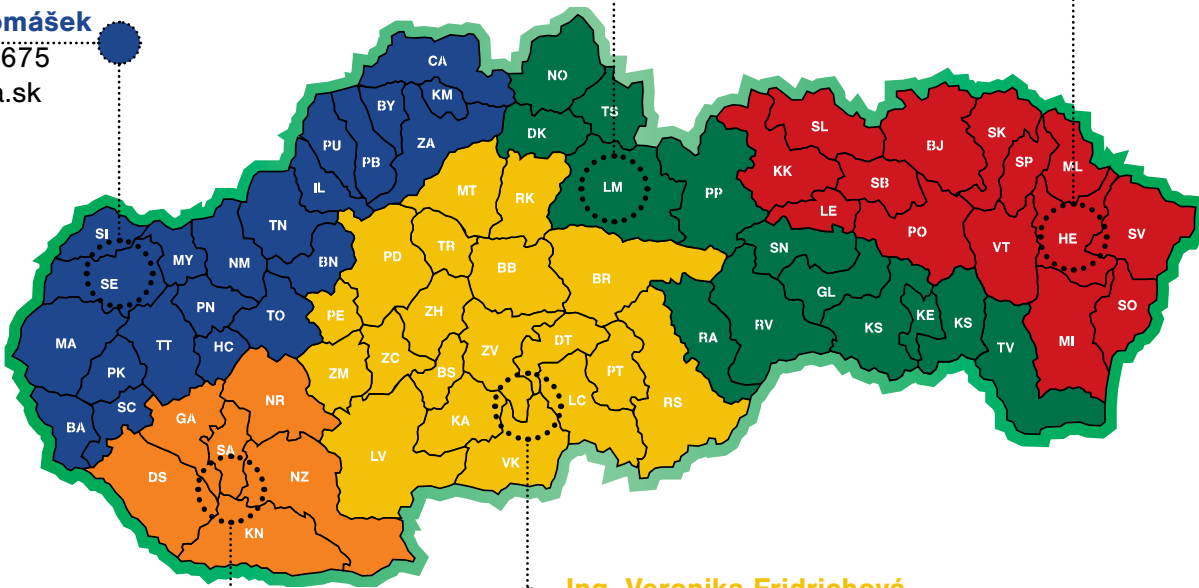 omášek
675
a.sk
CA
NO
KM
BY
TS
SL
SK
DK
BJ
PU
ZA
PB
SP
ML
KK
SB
IL
MT
RK
LM
PP
LE
TN
PO
SI
SV
HE
TR
SN
VT
MY
NM
BN
PD
BB
BR
SE
GL
SO
PN
ZH
TO
PE
KE
KS
KS
RV
RA
MA
TT
HC
ZV
DT
TV
MI
ZC
PK
ZM
BS
PT
NR
LC
RS
SC
GA
KA
BA
SA
LV
VK
DS
NZ
KN
Ing. Veronika Fridrichová